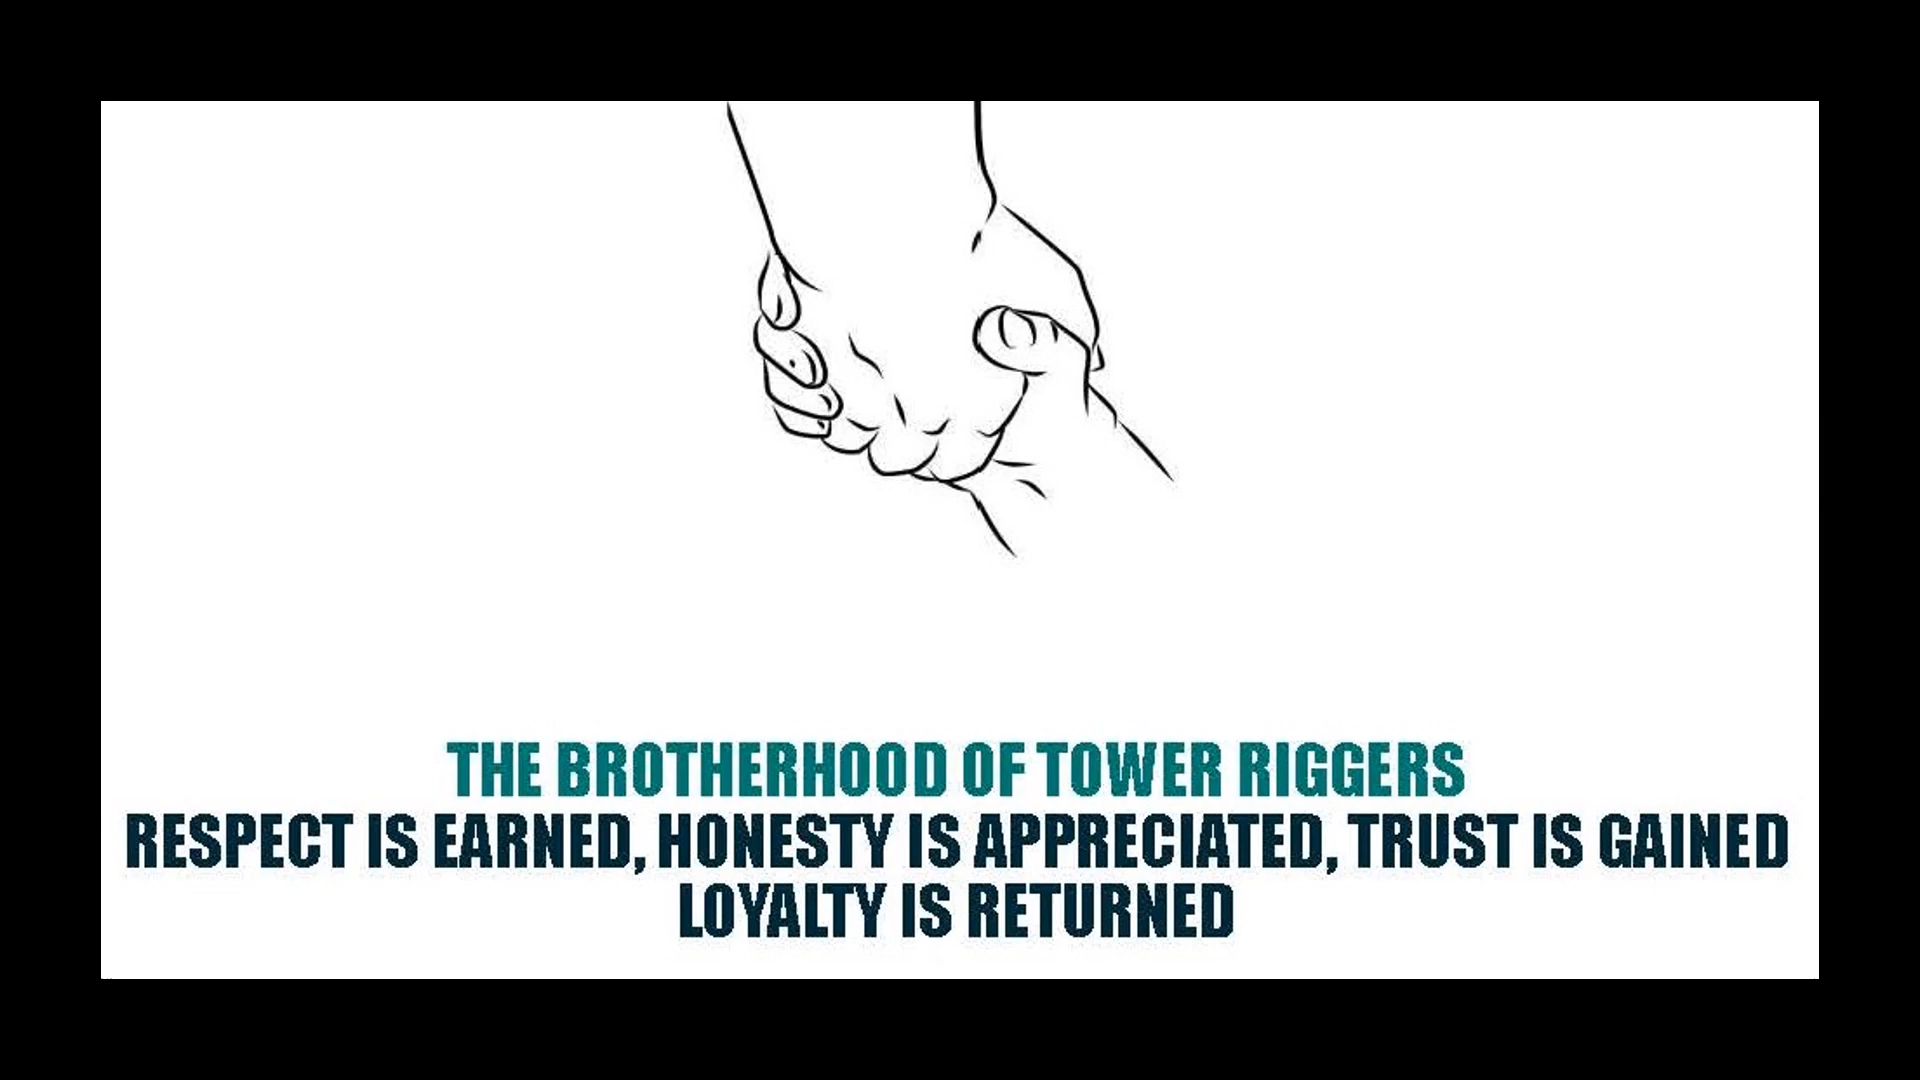 THE BROTHERHOOD OF TOWER RIGGERS
RESPECT IS EARNED, HONESTY IS APPRECIATED, TRUST IS GAINED
LOYALTY IS RETURNED